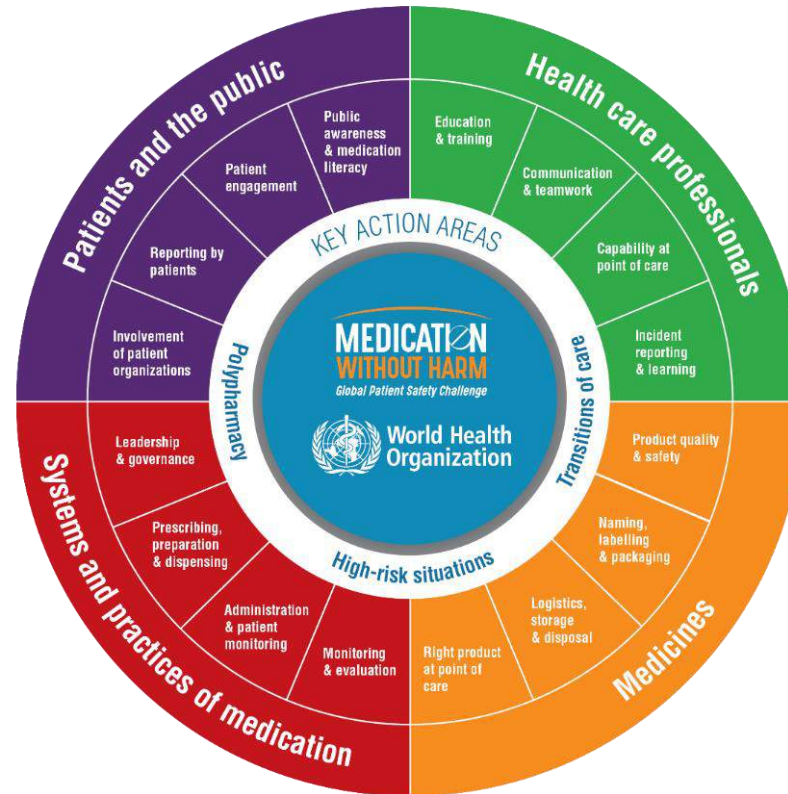 Patients and the public
Public
awareness
& medication
literacy
Patient
engagement
Reporting by
patients
Involvement
of patient
organizations
Health care professionals
Education
& training
Communication
& teamwork
Capability at
point of care
Incident
reporting
& learning
KEY ACTION AREAS
Polypharmacy
Transitions of care
High-risk situations
MEDICATION
WITHOUT HARM
Global Patient Safety Challenge
World Health
Organization
Systems and practices of medication
Leadership
& governance
Prescribing,
preparation
& dispensing
Administration
& patient
monitoring
Monitoring
& evaluation
Medicines
Product quality
& safety
Naming,
labelling
& packaging
Logistics,
storage
& disposal
Right product
at point of
care